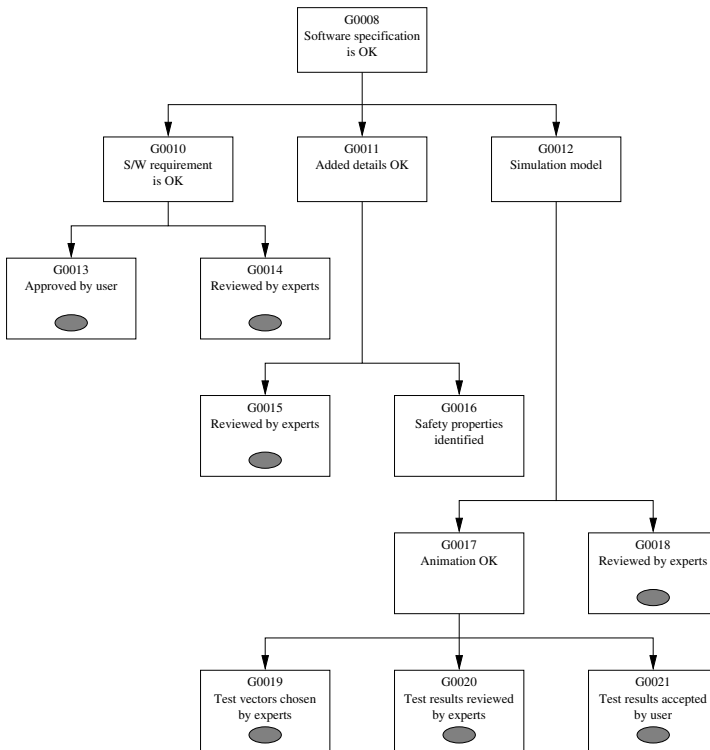 G0008
Software specification
is OK
G0010
S/W requirement
is OK
G0011
Added details OK
G0012
Simulation model
G0013
Approved by user
G0014
Reviewed by experts
G0015
Reviewed by experts
G0016
Safety properties
identified
G0017
Animation OK
G0018
Reviewed by experts
G0019
Test vectors chosen
by experts
G0020
Test results reviewed
by experts
G0021
Test results accepted
by user